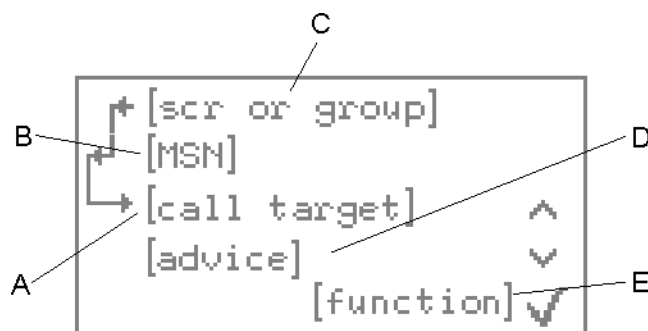 C
[scr or group]
B
[MSN]
D
[call target]
[advice]
A
[function]
E